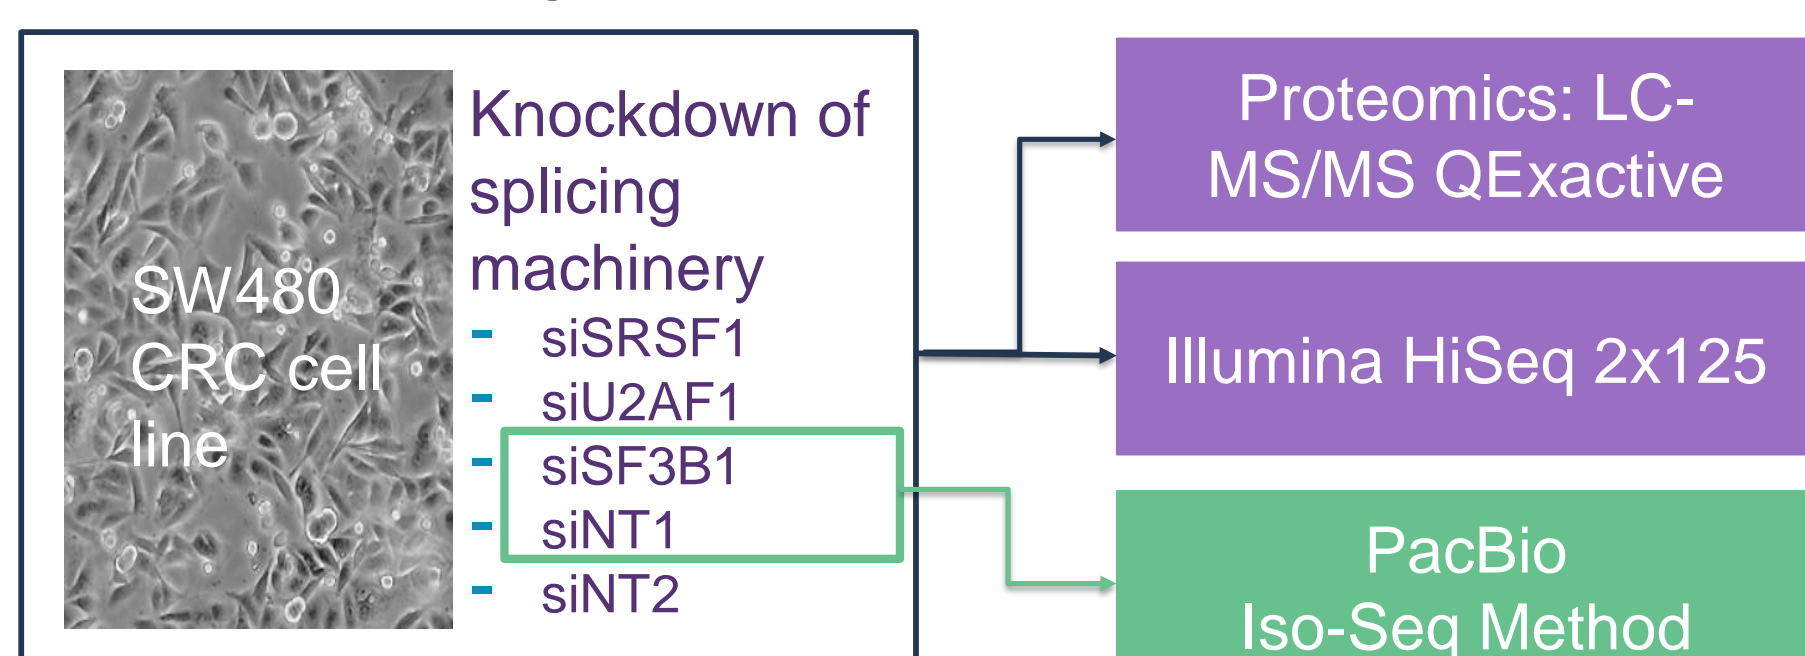 SW480
CRC cell
line
Knockdown of
splicing
machinery
- siSRSF1
- siU2AF1
- siSF3B1
- siNT1
- siNT2
Proteomics: LC-
MS/MS QExactive
Illumina HiSeq 2x125
PacBio
Iso-Seq Method